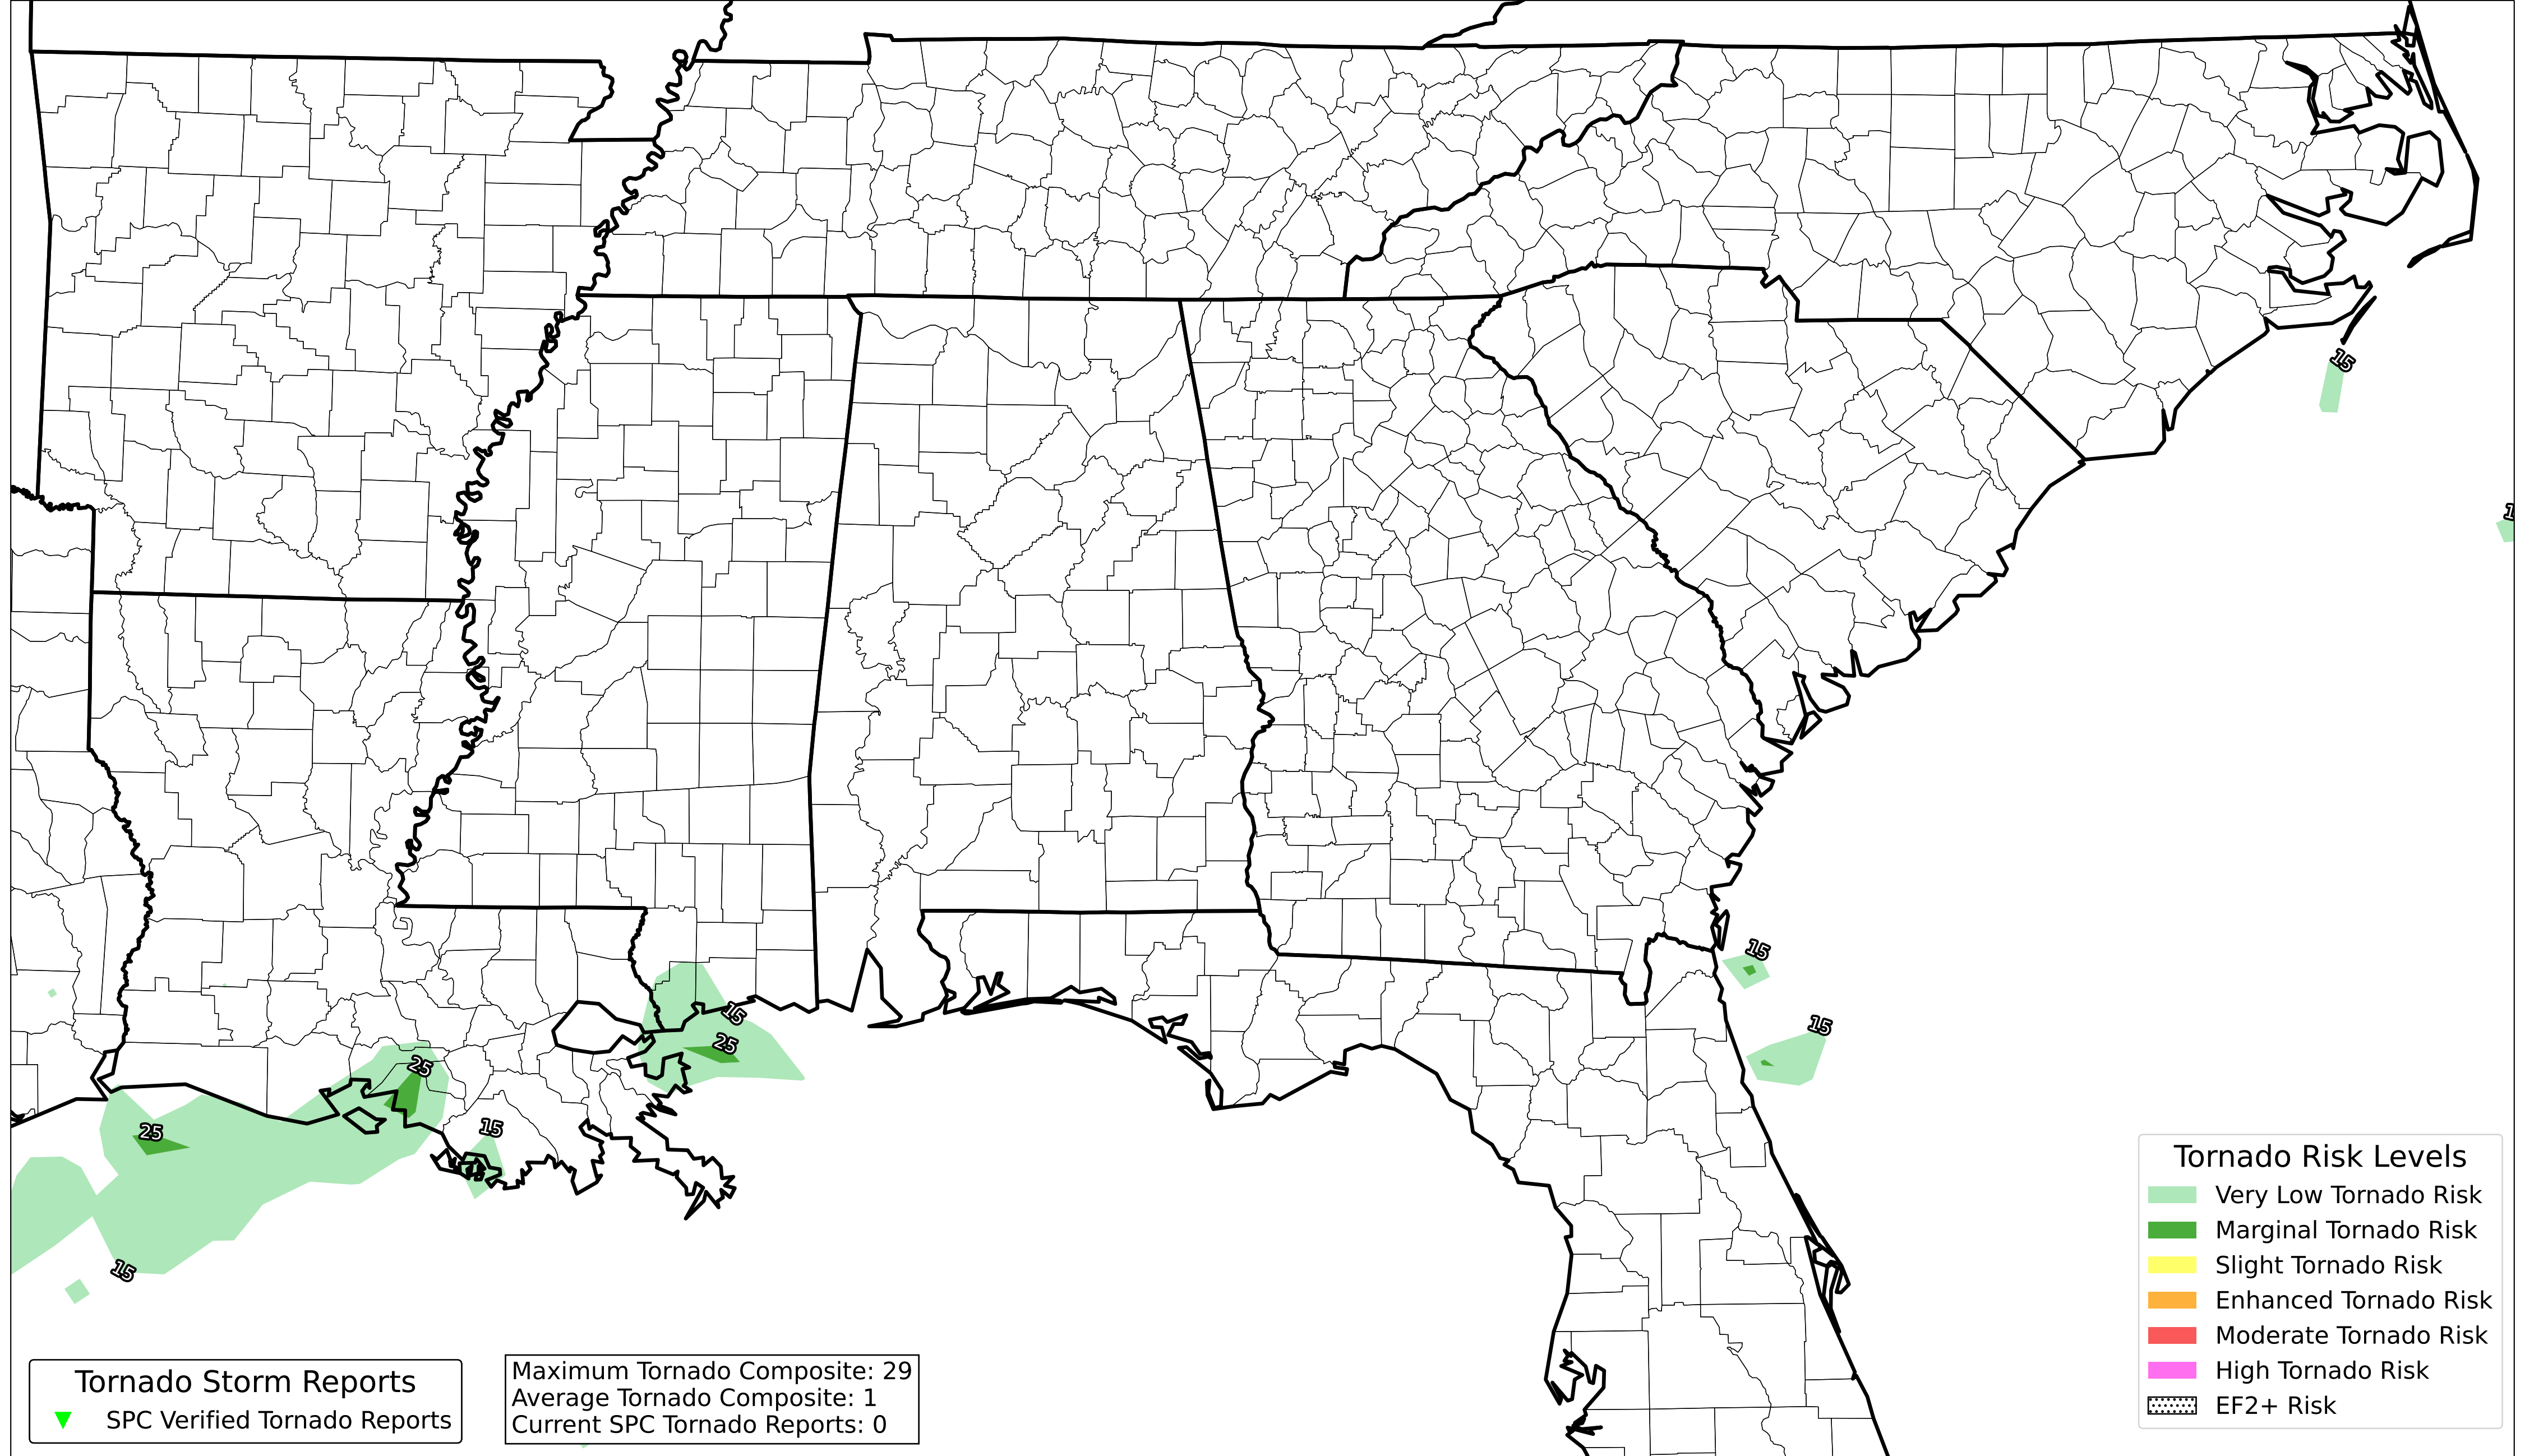 15
1
15
15
15
25
25
15
25
15
Tornado Risk Levels
Very Low Tornado Risk
Marginal Tornado Risk
Slight Tornado Risk
Enhanced Tornado Risk
Moderate Tornado Risk
High Tornado Risk
EF2+ Risk
Tornado Storm Reports
SPC Verified Tornado Reports
Maximum Tornado Composite: 29
Average Tornado Composite: 1
Current SPC Tornado Reports: 0